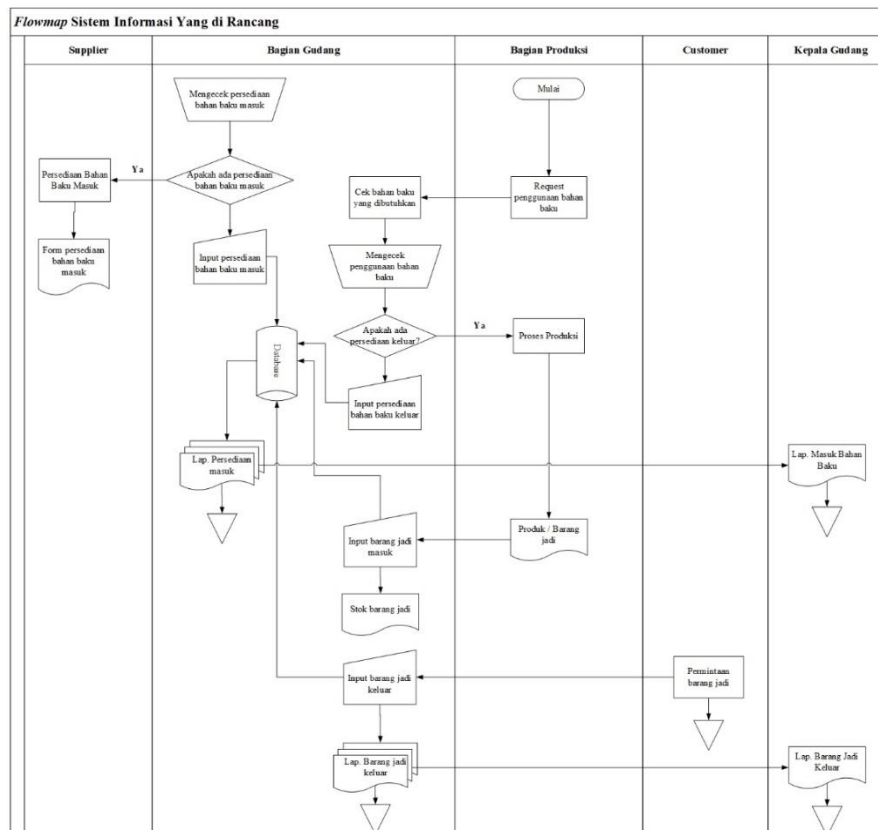 Flowmap Sistem Informasi Yang di Rancang
Supplier
Bagian Gudang
Bagian Produksi
Customer
Kepala Gudang
Mengecek persediaan
bahan baku masuk
Mulai
Persediaan Bahan
Baku Masuk
Ya
Apakah ada persediaan
bahan baku masuk
Cek bahan baku
yang dibutuhkan
Request
penggunaan bahan
baku
Form persediaan
bahan baku
masuk
Input persediaan
bahan baku masuk
Mengecek
penggunaan bahan
baku
Database
Apakah ada
persediaan keluar?
Ya
Proses Produksi
Input persediaan
bahan baku keluar
Lap. Persediaan
masuk
Lap. Masuk Bahan
Baku
Input barang jadi
masuk
Produk / Barang
jadi
Stok barang jadi
Input barang jadi
keluar
Permintaan
barang jadi
Lap. Barang jadi
keluar
Lap. Barang Jadi
Keluar